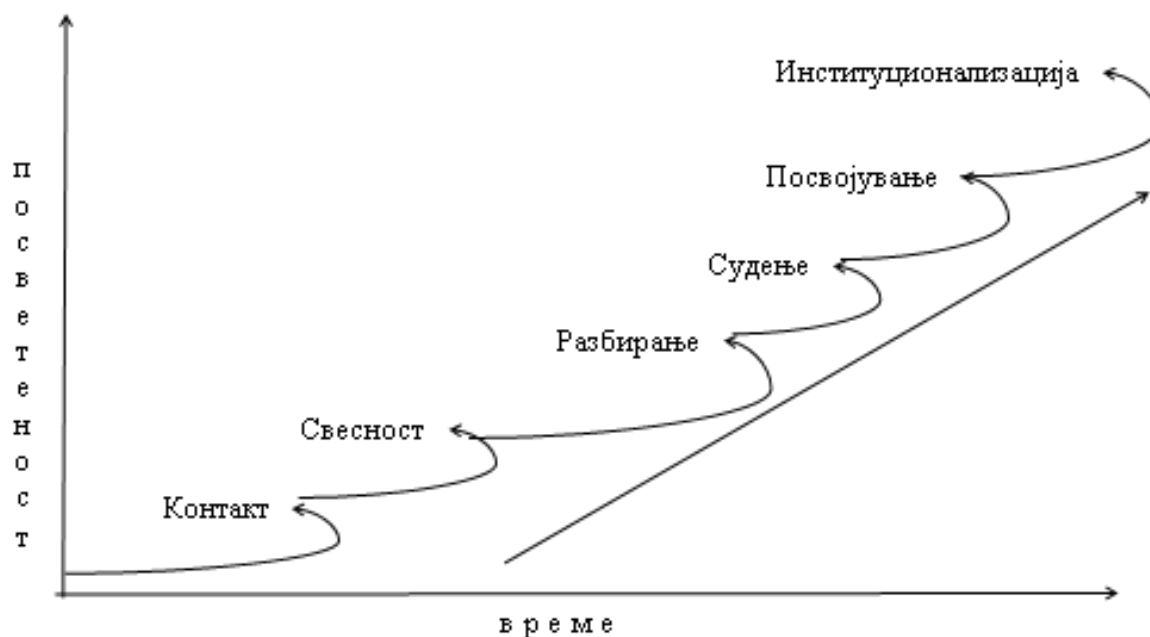 Институционализација
Посвојување
Судење
Разбирање
Свесност
Контакт
посветеност
време